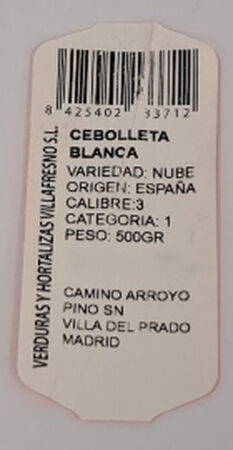 8 425402 33712
CEBOLLETA
BLANCA
VARIEDAD: NUBE
ORIGEN: ESPAÑA
CALIBRE:3
CATEGORIA: 1
PESO: 500GR
CAMINO ARROYO
PINO SN
VILLA DEL PRADO
MADRID
VERDURAS Y HORTALIZAS VILLAFRESNO S.L.